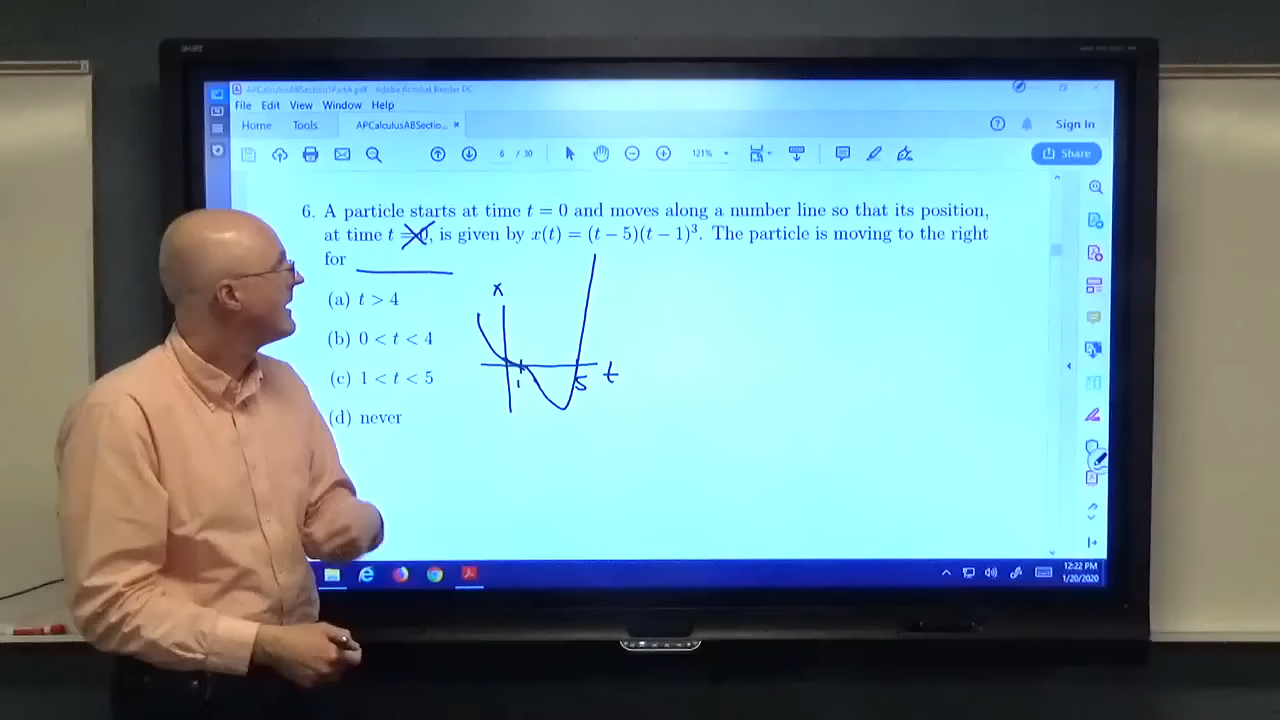 SMART
APCalculusABSection1PartA.pdf - Adobe Acrobat Reader DC
File Edit View Window Help
Home Tools APCalculusABSectio... × Sign In
6 / 30 121% Share
6. A particle starts at time t = 0 and moves along a number line so that its position,
at time t = 0, is given by x(t) = (t − 5)(t − 1)³. The particle is moving to the right
for
(a) t > 4
(b) 0 < t < 4
(c) 1 < t < 5
(d) never
x
1 5 t
12:22 PM
1/20/2020